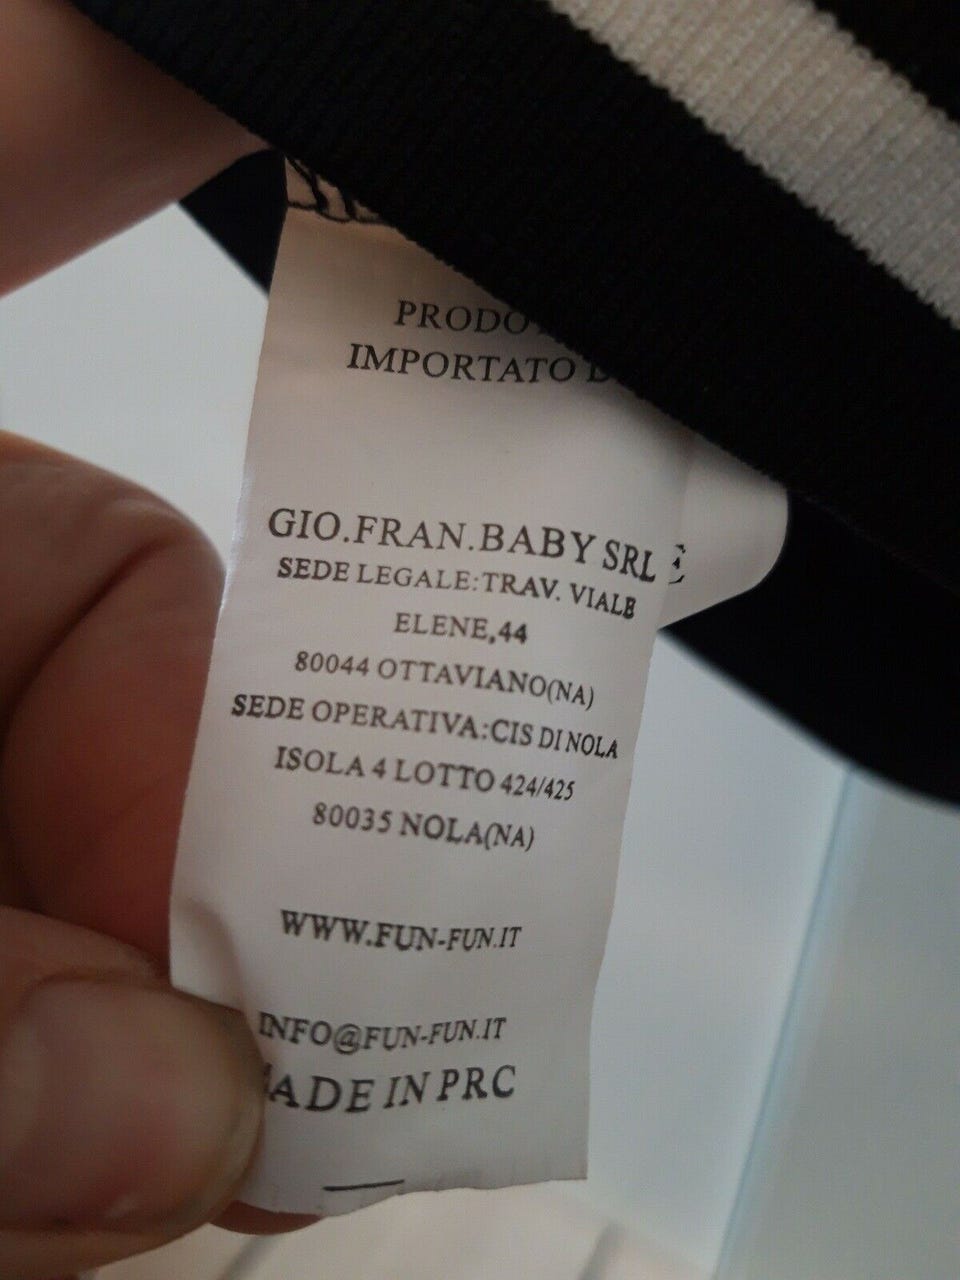 IMPORTATO
GIO.FRAN.BABY SRL
SEDE LEGALE:TRAV. VIALE
ELENE,44
80044 OTTAVIANO(NA)
SEDE OPERATIVA:CIS DI NOLA
ISOLA 4 LOTTO 424/425
80035 NOLA(NA)
WWW.FUN-FUN.IT
INFO@FUN-FUN.IT
MADE IN PRC